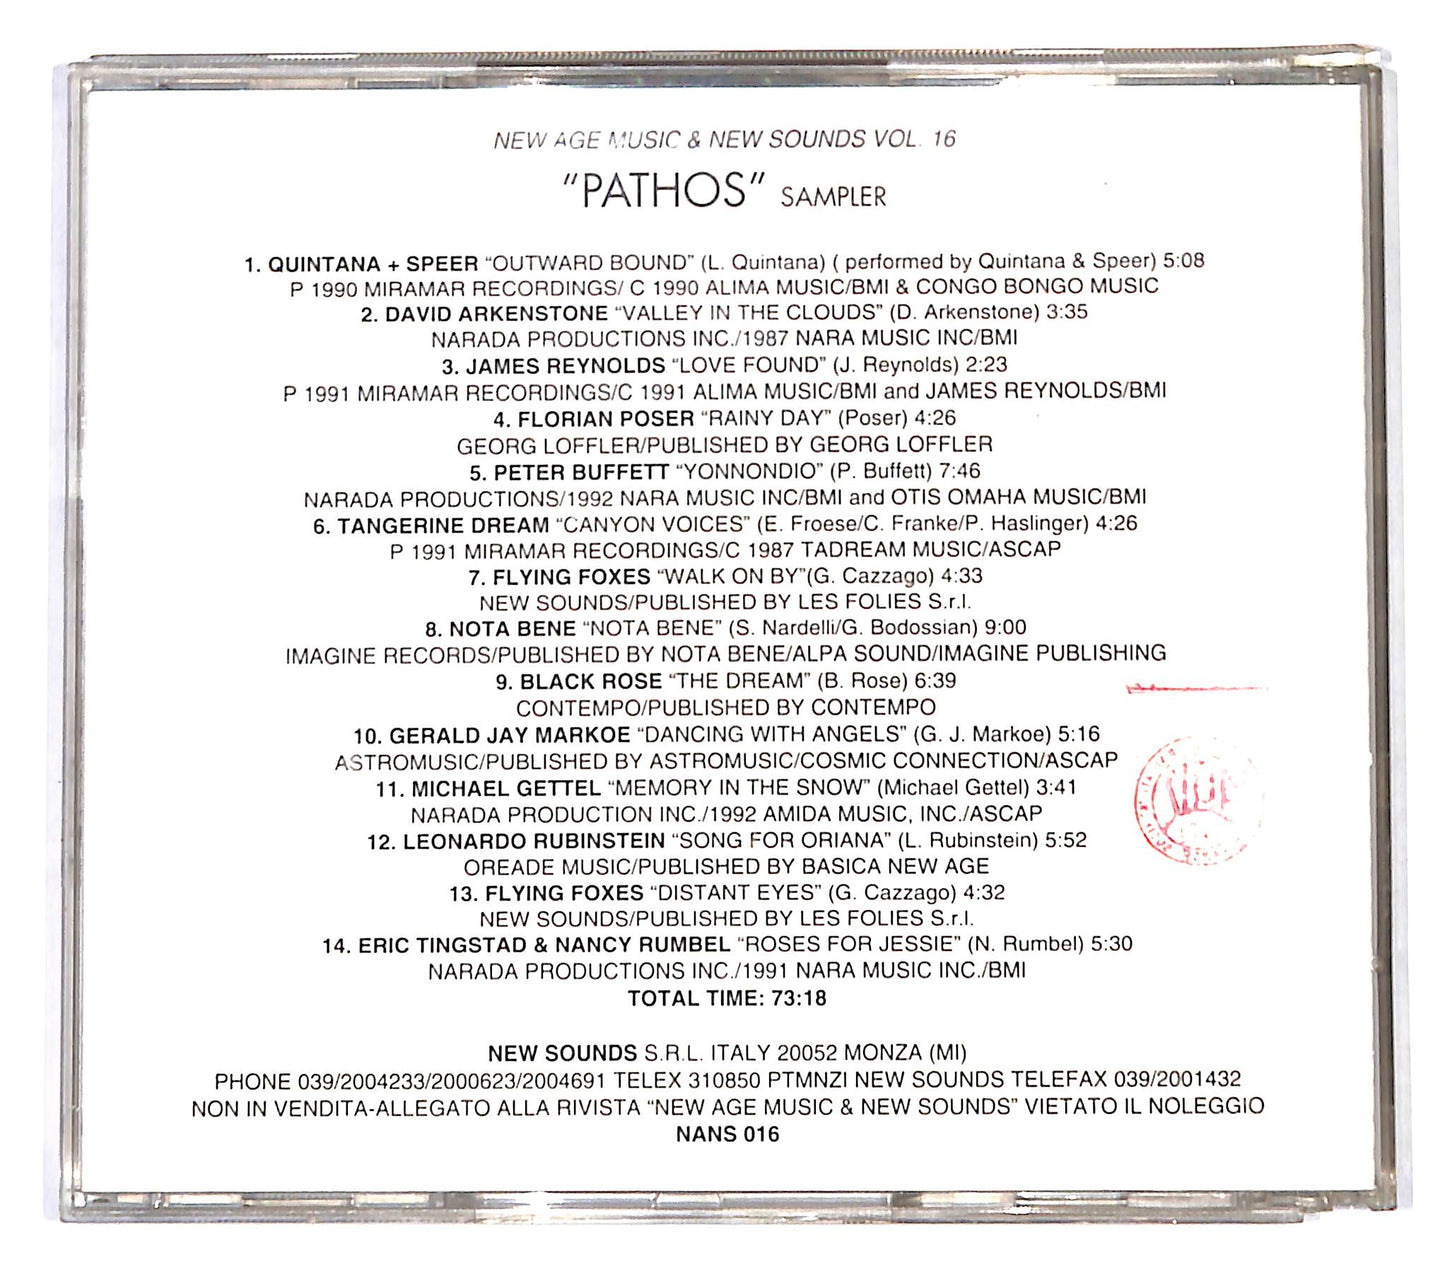 NEW AGE MUSIC & NEW SOUNDS VOL. 16
"PATHOS" SAMPLER
1. QUINTANA + SPEER "OUTWARD BOUND" (L. Quintana) ( performed by Quintana & Speer) 5:08
P 1990 MIRAMAR RECORDINGS/ C 1990 ALIMA MUSIC/BMI & CONGO BONGO MUSIC
2. DAVID ARKENSTONE "VALLEY IN THE CLOUDS" (D. Arkenstone) 3:35
NARADA PRODUCTIONS INC./1987 NARA MUSIC INC/BMI
3. JAMES REYNOLDS "LOVE FOUND" (J. Reynolds) 2:23
P 1991 MIRAMAR RECORDINGS/C 1991 ALIMA MUSIC/BMI and JAMES REYNOLDS/BMI
4. FLORIAN POSER "RAINY DAY" (Poser) 4:26
GEORG LOFFLER/PUBLISHED BY GEORG LOFFLER
5. PETER BUFFETT "YONNONDIO" (P. Buffett) 7:46
NARADA PRODUCTIONS/1992 NARA MUSIC INC/BMI and OTIS OMAHA MUSIC/BMI
6. TANGERINE DREAM "CANYON VOICES" (E. Froese/C. Franke/P. Haslinger) 4:26
P 1991 MIRAMAR RECORDINGS/C 1987 TADREAM MUSIC/ASCAP
7. FLYING FOXES "WALK ON BY"(G. Cazzago) 4:33
NEW SOUNDS/PUBLISHED BY LES FOLIES S.r.l.
8. NOTA BENE "NOTA BENE" (S. Nardelli/G. Bodossian) 9:00
IMAGINE RECORDS/PUBLISHED BY NOTA BENE/ALPA SOUND/IMAGINE PUBLISHING
9. BLACK ROSE "THE DREAM" (B. Rose) 6:39
CONTEMPO/PUBLISHED BY CONTEMPO
10. GERALD JAY MARKOE "DANCING WITH ANGELS" (G. J. Markoe) 5:16
ASTROMUSIC/PUBLISHED BY ASTROMUSIC/COSMIC CONNECTION/ASCAP
11. MICHAEL GETTEL "MEMORY IN THE SNOW" (Michael Gettel) 3:41
NARADA PRODUCTION INC./1992 AMIDA MUSIC, INC./ASCAP
12. LEONARDO RUBINSTEIN "SONG FOR ORIANA" (L. Rubinstein) 5:52
OREADE MUSIC/PUBLISHED BY BASICA NEW AGE
13. FLYING FOXES "DISTANT EYES" (G. Cazzago) 4:32
NEW SOUNDS/PUBLISHED BY LES FOLIES S.r.l.
14. ERIC TINGSTAD & NANCY RUMBEL "ROSES FOR JESSIE" (N. Rumbel) 5:30
NARADA PRODUCTIONS INC./1991 NARA MUSIC INC./BMI
TOTAL TIME: 73:18
NEW SOUNDS S.R.L. ITALY 20052 MONZA (MI)
PHONE 039/2004233/2000623/2004691 TELEX 310850 PTMNZI NEW SOUNDS TELEFAX 039/2001432
NON IN VENDITA-ALLEGATO ALLA RIVISTA "NEW AGE MUSIC & NEW SOUNDS" VIETATO IL NOLEGGIO
NANS 016